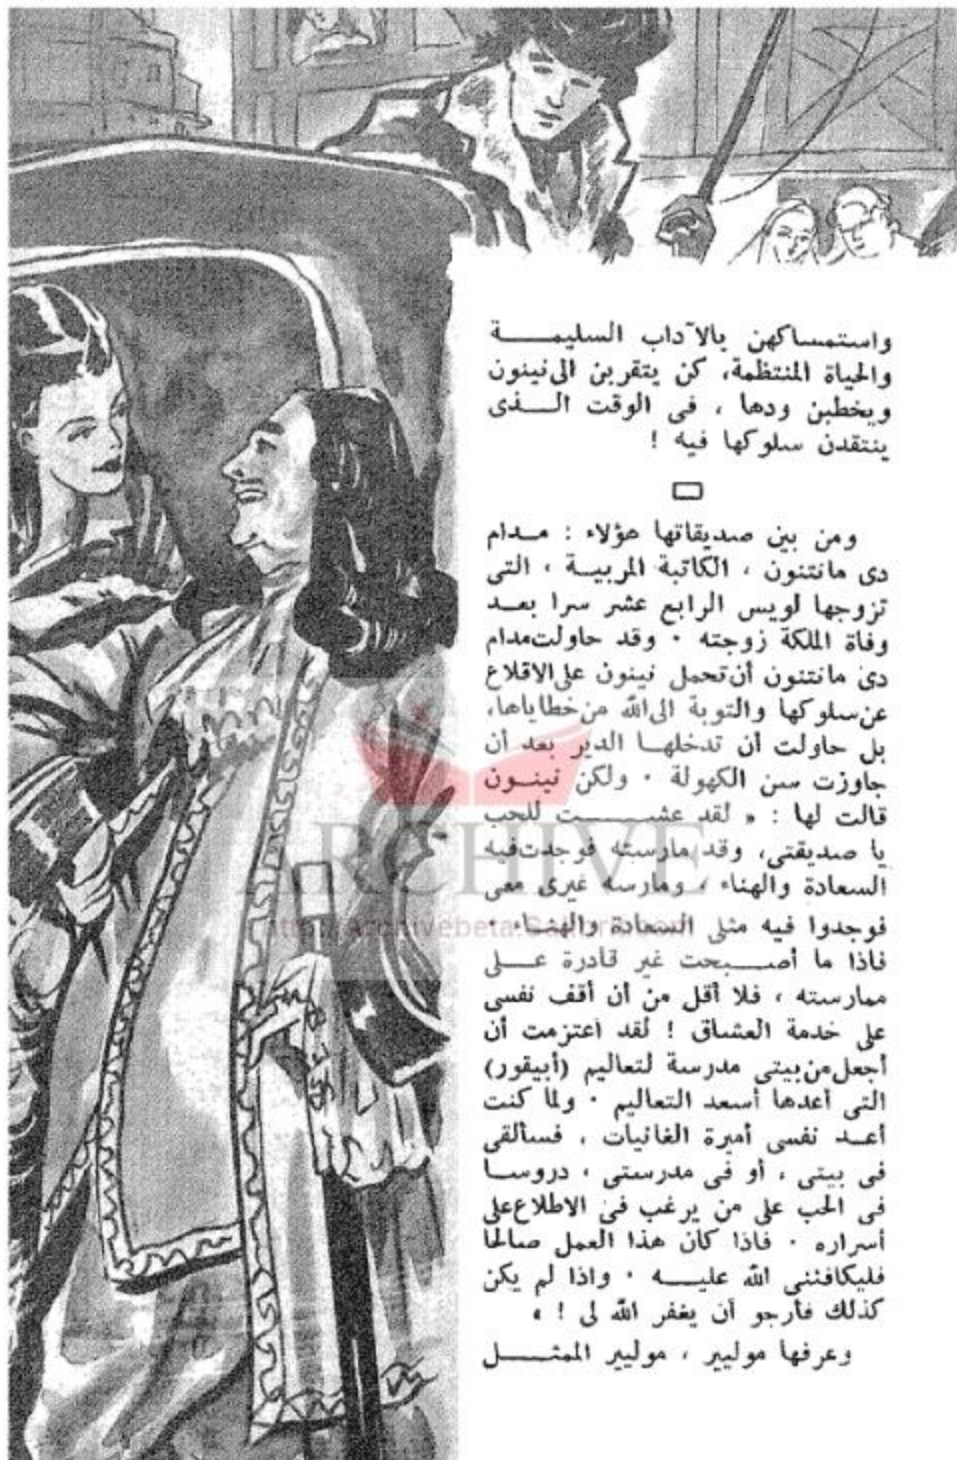 واستمساكهن بالآداب السليمة
والحياة المنتظمة، كن يتقربن الى نينون
ويخطبن ودها ، فى الوقت الذى
ينتقدن سلوكها فيه !
ومن بين صديقاتها هؤلاء : مدام
دى مانتنون ، الكاتبة المربية ، التى
تزوجها لويس الرابع عشر سرا بعد
وفاة الملكة زوجته . وقد حاولت مدام
دى مانتنون أن تحمل نينون على الاقلاع
عن سلوكها والتوبة الى الله من خطاياها،
بل حاولت أن تدخلها الدير بعد أن
جاوزت سن الكهولة . ولكن نينون
قالت لها : « لقد عشت للحب
يا صديقتى، وقد مارسته فوجدت فيه
السعادة والهناء ، ومارسه غيرى معى
فوجدوا فيه مثلى السعادة والهناء .
فاذا ما أصبحت غير قادرة على
ممارسته ، فلا أقل من أن أقف نفسى
على خدمة العشاق ! لقد اعتزمت أن
أجعل من بيتى مدرسة لتعاليم (أبيقور)
التى أعدها أسعد التعاليم . ولما كنت
أعد نفسى أميرة الغانيات ، فسألقى
فى بيتى ، أو فى مدرستى ، دروسا
فى الحب على من يرغب فى الاطلاع على
أسراره . فاذا كان هذا العمل صالحا
فليكافئنى الله عليه . واذا لم يكن
كذلك فأرجو أن يغفر الله لى ! »
وعرفها موليير ، موليير الممثل
ARCHIVE